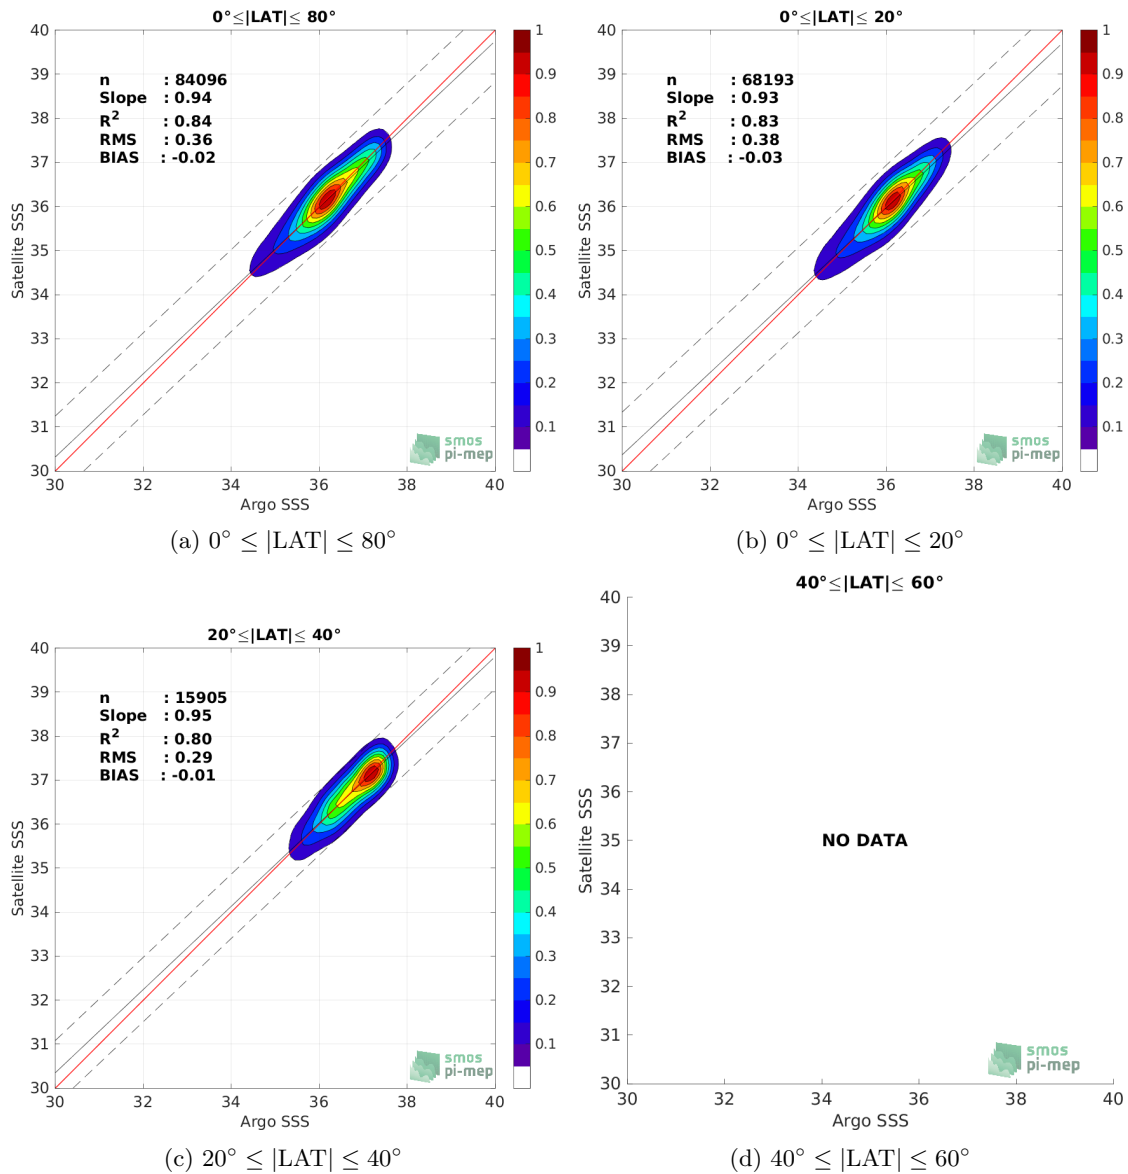 0°≤|LAT|≤ 80°
n : 84096
Slope : 0.94
R² : 0.84
RMS : 0.36
BIAS : -0.02
40
39
38
37
36
35
34
33
32
31
30
30 32 34 36 38 40
Satellite SSS
Argo SSS
1
0.9
0.8
0.7
0.6
0.5
0.4
0.3
0.2
0.1
smos
pi-mep
(a) 0° ≤ |LAT| ≤ 80°
0°≤|LAT|≤ 20°
n : 68193
Slope : 0.93
R² : 0.83
RMS : 0.38
BIAS : -0.03
40
39
38
37
36
35
34
33
32
31
30
30 32 34 36 38 40
Satellite SSS
Argo SSS
1
0.9
0.8
0.7
0.6
0.5
0.4
0.3
0.2
0.1
smos
pi-mep
(b) 0° ≤ |LAT| ≤ 20°
20°≤|LAT|≤ 40°
n : 15905
Slope : 0.95
R² : 0.80
RMS : 0.29
BIAS : -0.01
40
39
38
37
36
35
34
33
32
31
30
30 32 34 36 38 40
Satellite SSS
Argo SSS
1
0.9
0.8
0.7
0.6
0.5
0.4
0.3
0.2
0.1
smos
pi-mep
(c) 20° ≤ |LAT| ≤ 40°
40°≤|LAT|≤ 60°
40
39
38
37
36
35
34
33
32
31
30
30 32 34 36 38 40
NO DATA
Satellite SSS
Argo SSS
smos
pi-mep
(d) 40° ≤ |LAT| ≤ 60°